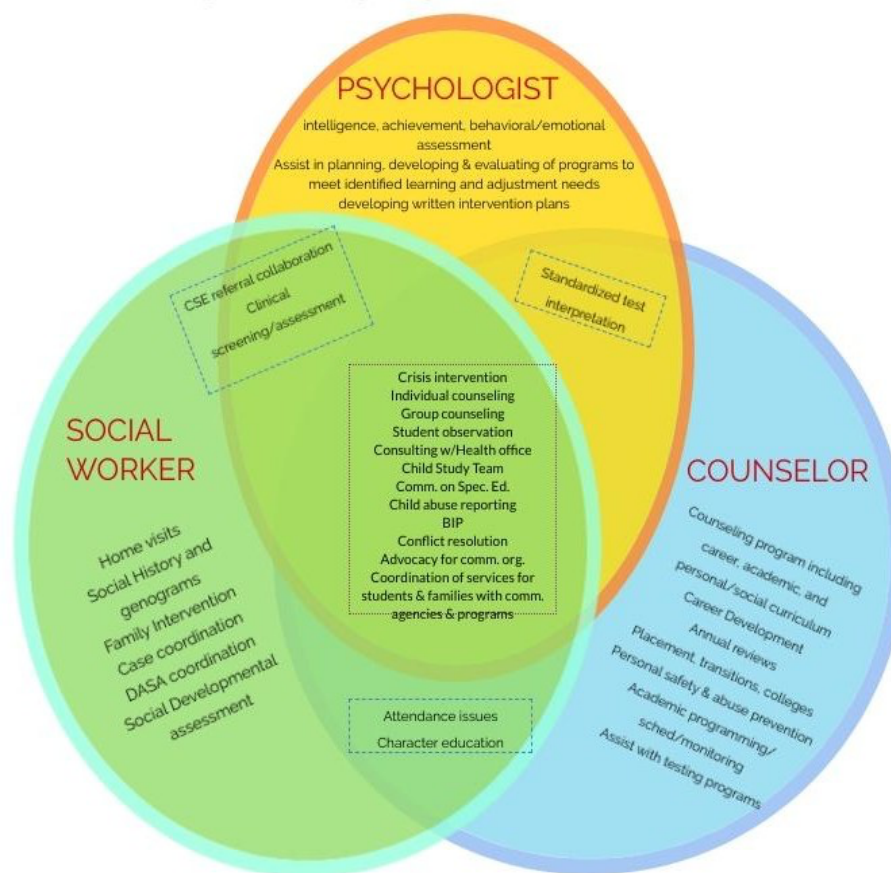 PSYCHOLOGIST
intelligence, achievement, behavioral/emotional
assessment
Assist in planning, developing & evaluating of programs to
meet identified learning and adjustment needs
developing written intervention plans
CSE referral collaboration
Clinical
screening/assessment
Standardized test
interpretation
Crisis intervention
Individual counseling
Group counseling
Student observation
Consulting w/Health office
Child Study Team
Comm. on Spec. Ed.
Child abuse reporting
BIP
Conflict resolution
Advocacy for comm. org.
Coordination of services for
students & families with comm.
agencies & programs
SOCIAL
WORKER
Home visits
Social History and
genograms
Family Intervention
Case coordination
DASA coordination
Social Developmental
assessment
COUNSELOR
Counseling program including
career, academic, and
personal/social curriculum
Career Development
Annual reviews
Placement, transitions, colleges
Personal safety & abuse prevention
Academic programming/
sched/monitoring
Assist with testing programs
Attendance issues
Character education